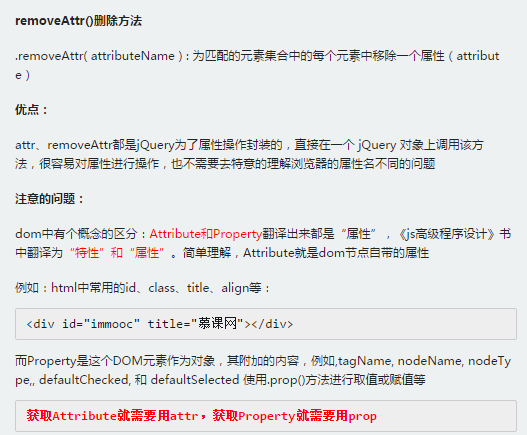 removeAttr()删除方法
.removeAttr( attributeName ) : 为匹配的元素集合中的每个元素中移除一个属性（attribut
e）
优点：
attr、removeAttr都是jQuery为了属性操作封装的，直接在一个 jQuery 对象上调用该方
法，很容易对属性进行操作，也不需要去特意的理解浏览器的属性名不同的问题
注意的问题：
dom中有个概念的区分：Attribute和Property翻译出来都是“属性”，《js高级程序设计》书
中翻译为“特性”和“属性”。简单理解，Attribute就是dom节点自带的属性
例如：html中常用的id、class、title、align等：
<div id="immooc" title="慕课网"></div>
而Property是这个DOM元素作为对象，其附加的内容，例如,tagName, nodeName, nodeTy
pe,, defaultChecked, 和 defaultSelected 使用.prop()方法进行取值或赋值等
获取Attribute就需要用attr，获取Property就需要用prop